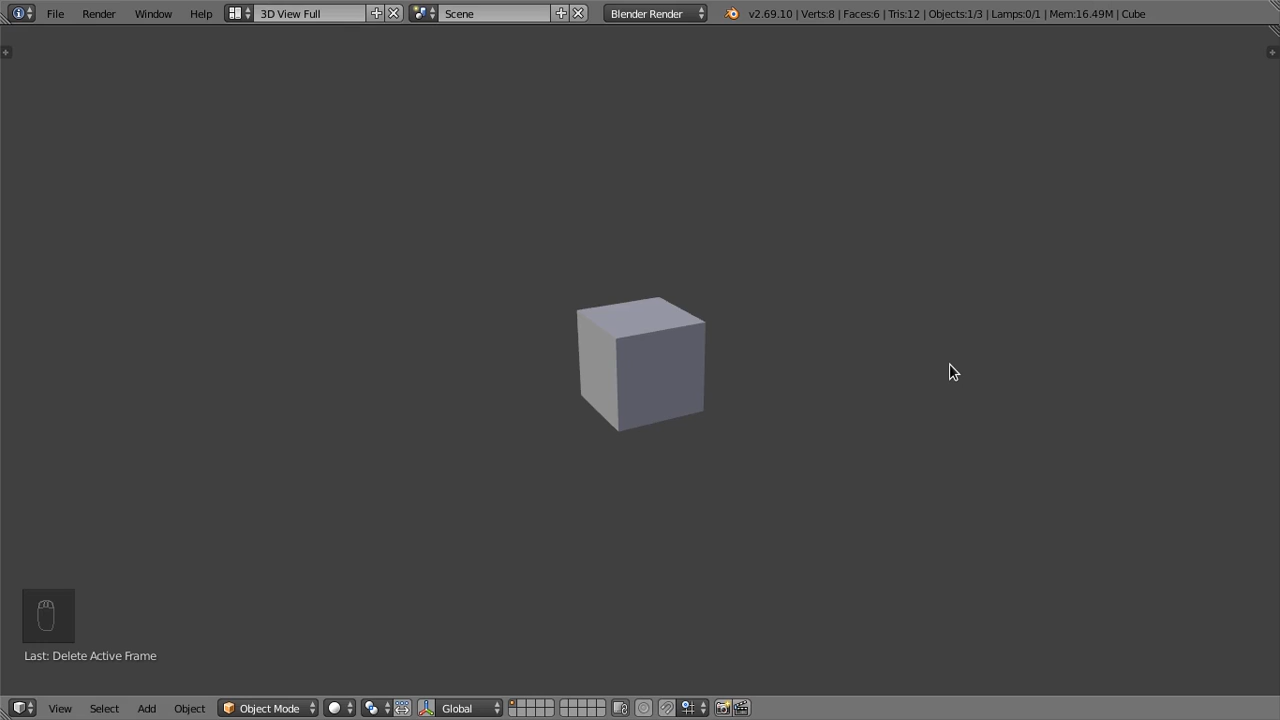 File Render Window Help 3D View Full Scene Blender Render v2.69.10 | Verts:8 | Faces:6 | Tris:12 | Objects:1/3 | Lamps:0/1 | Mem:16.49M | Cube
Last: Delete Active Frame
View Select Add Object Object Mode Global